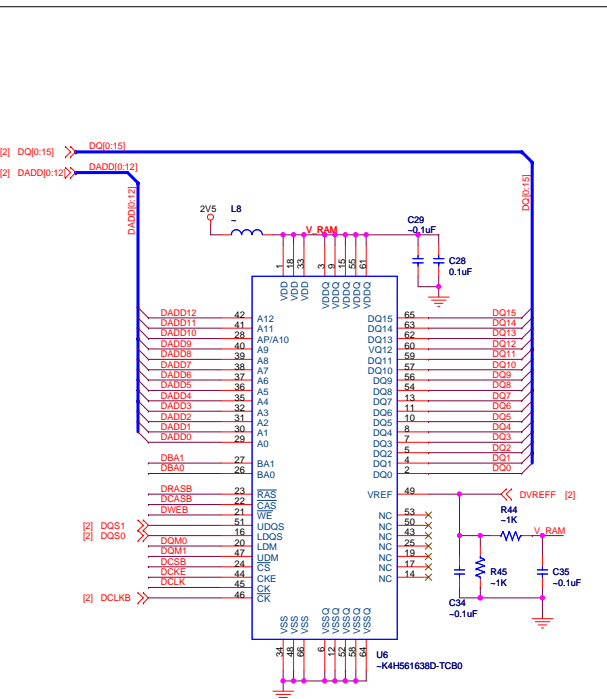 [2] DQ[0:15] DQ[0:15]
[2] DADD[0:12] DADD[0:12]
DADD[0:12]
DQ[0:15]
2V5 L8
~
V_RAM
C29
~0.1uF
C28
0.1uF
1 18 33 3 9 15 55 61
VDD VDD VDD VDDQ VDDQ VDDQ VDDQ VDDQ
DADD12 42 A12 DQ15 65 DQ15
DADD11 41 A11 DQ14 63 DQ14
DADD10 28 AP/A10 DQ13 62 DQ13
DADD9 40 A9 VQ12 60 DQ12
DADD8 39 A8 DQ11 59 DQ11
DADD7 38 A7 DQ10 57 DQ10
DADD6 37 A6 DQ9 56 DQ9
DADD5 36 A5 DQ8 54 DQ8
DADD4 35 A4 DQ7 13 DQ7
DADD3 32 A3 DQ6 11 DQ6
DADD2 31 A2 DQ5 10 DQ5
DADD1 30 A1 DQ4 8 DQ4
DADD0 29 A0 DQ3 7 DQ3
DQ2 5 DQ2
DBA1 27 BA1 DQ1 4 DQ1
DBA0 26 BA0 DQ0 2 DQ0
DRASB 23 RAS VREF 49 DVREFF [2]
DCASB 22 CAS
DWEB 21 WE NC 53
[2] DQS1 51 UDQS NC 50
[2] DQS0 16 LDQS NC 43
DQM0 20 LDM NC 25
DQM1 47 UDM NC 19
DCSB 24 CS NC 17
DCKE 44 CKE NC 14
DCLK 45 CK
[2] DCLKB 46 CK
R44
~1K
V_RAM
R45
~1K
C35
~0.1uF
C34
~0.1uF
VSS VSS VSS VSSQ VSSQ VSSQ VSSQ VSSQ
34 48 66 6 12 52 58 64
U6
~K4H561638D-TCB0